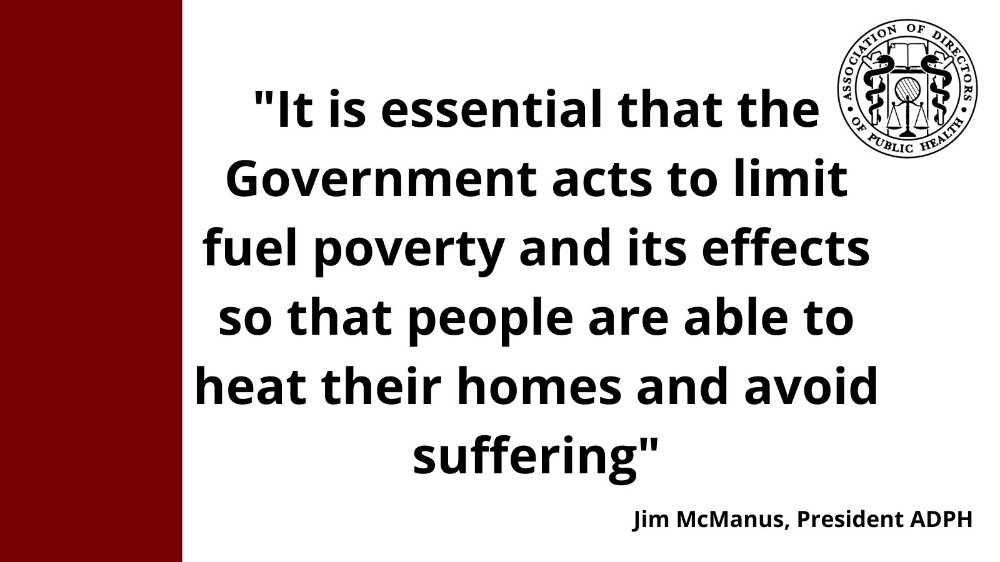 ASSOCIATION OF DIRECTORS
• OF PUBLIC HEALTH •
"It is essential that the
Government acts to limit
fuel poverty and its effects
so that people are able to
heat their homes and avoid
suffering"
Jim McManus, President ADPH